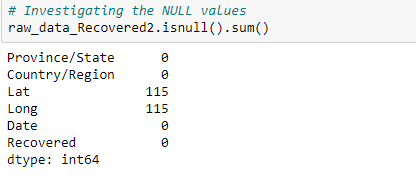 # Investigating the NULL values
raw_data_Recovered2.isnull().sum()
Province/State 0
Country/Region 0
Lat 115
Long 115
Date 0
Recovered 0
dtype: int64